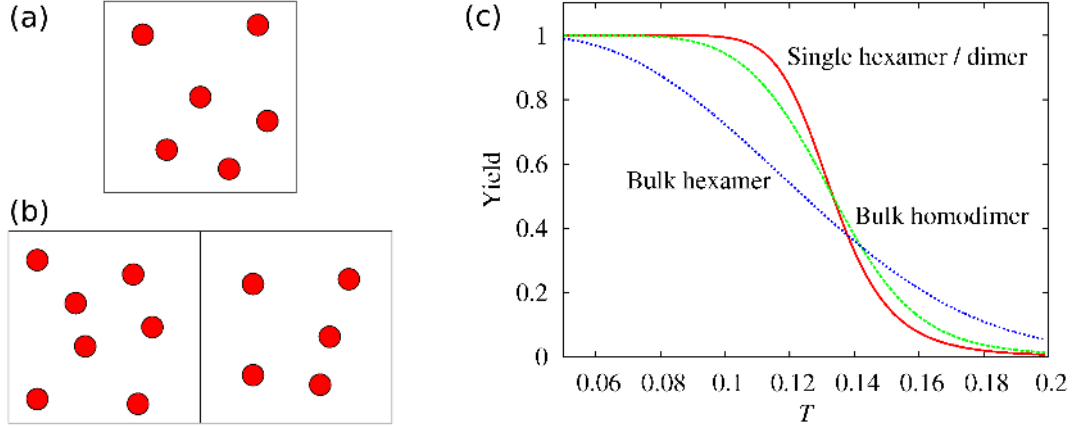 (a)
(b)
(c)
Yield
1
0.8
0.6
0.4
0.2
0
Single hexamer / dimer
Bulk hexamer
Bulk homodimer
0.06 0.08 0.1 0.12 0.14 0.16 0.18 0.2
T